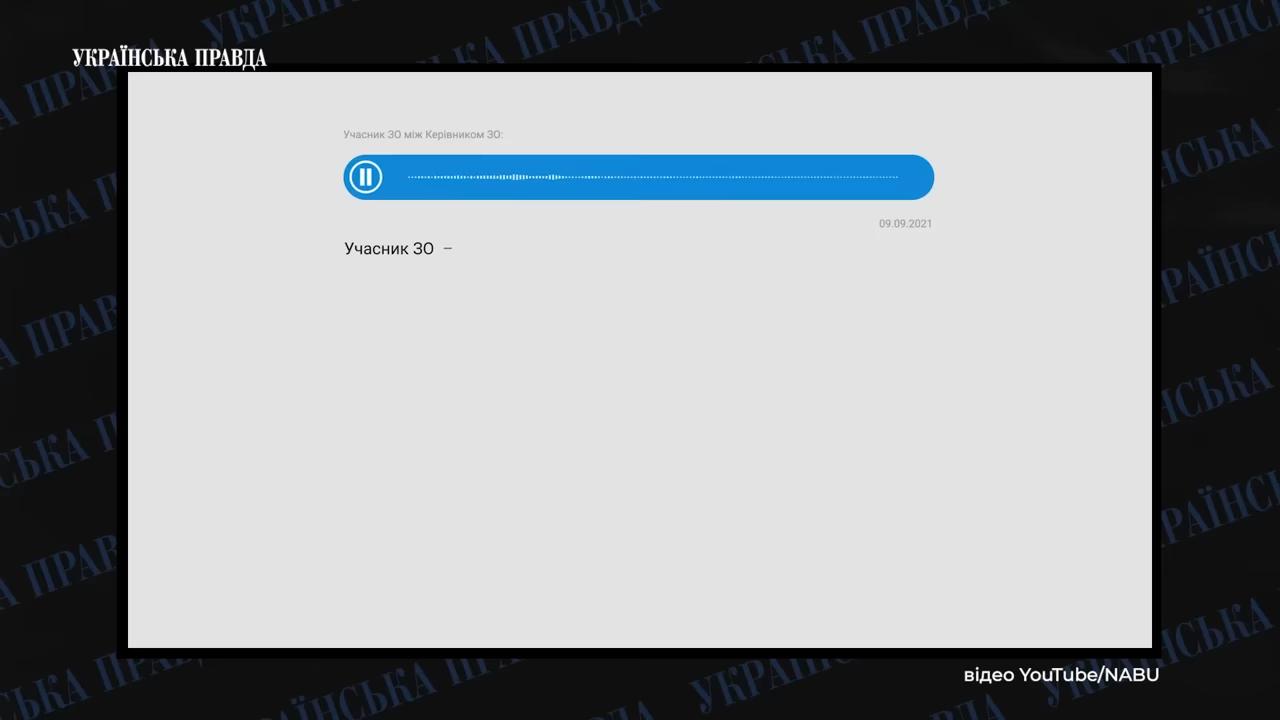 УКРАЇНСЬКА ПРАВДА
Учасник ЗО між Керівником ЗО:
09.09.2021
Учасник ЗО –
відео YouTube/NABU